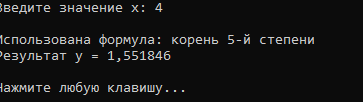 Введите значение x: 4
Использована формула: корень 5-й степени
Результат y = 1,551846
Нажмите любую клавишу...